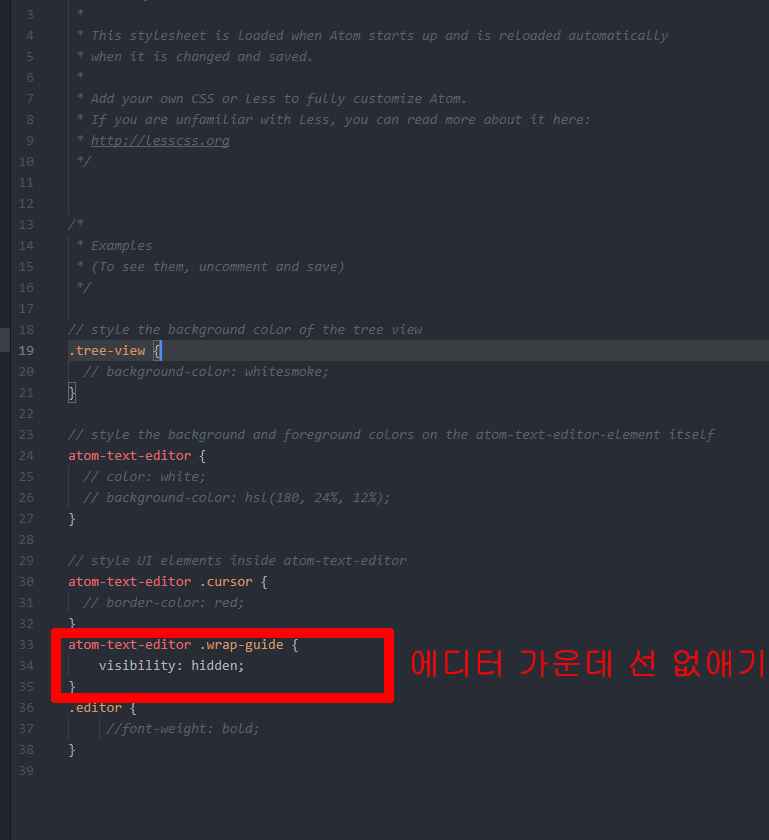 3 *
4 * This stylesheet is loaded when Atom starts up and is reloaded automatically
5 * when it is changed and saved.
6 *
7 * Add your own CSS or Less to fully customize Atom.
8 * If you are unfamiliar with Less, you can read more about it here:
9 * http://lesscss.org
10 */
11
12
13 /*
14 * Examples
15 * (To see them, uncomment and save)
16 */
17
18 // style the background color of the tree view
19 .tree-view {
20 // background-color: whitesmoke;
21 }
22
23 // style the background and foreground colors on the atom-text-editor-element itself
24 atom-text-editor {
25 // color: white;
26 // background-color: hsl(180, 24%, 12%);
27 }
28
29 // style UI elements inside atom-text-editor
30 atom-text-editor .cursor {
31 // border-color: red;
32 }
33 atom-text-editor .wrap-guide {
34 visibility: hidden;
에디터 가운데 선 없애기
35 }
36 .editor {
37 //font-weight: bold;
38 }
39